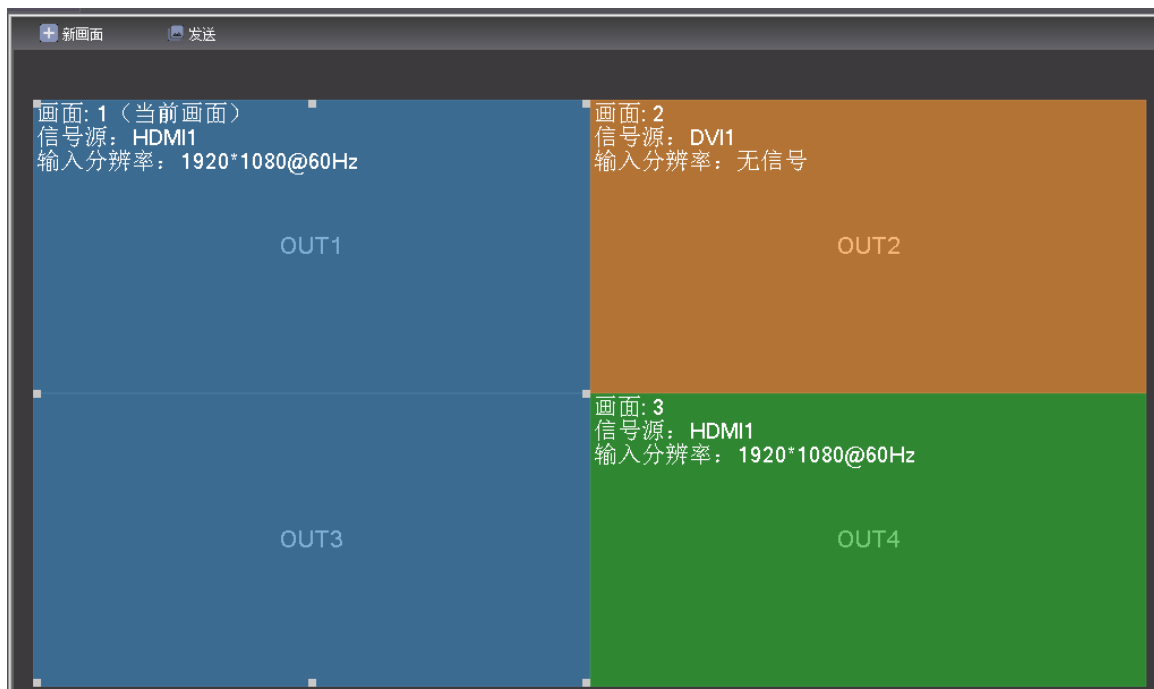 新画面 发送
画面: 1（当前画面）
信号源：HDMI1
输入分辨率：1920*1080@60Hz
OUT1
画面: 2
信号源：DVI1
输入分辨率：无信号
OUT2
OUT3
画面: 3
信号源：HDMI1
输入分辨率：1920*1080@60Hz
OUT4